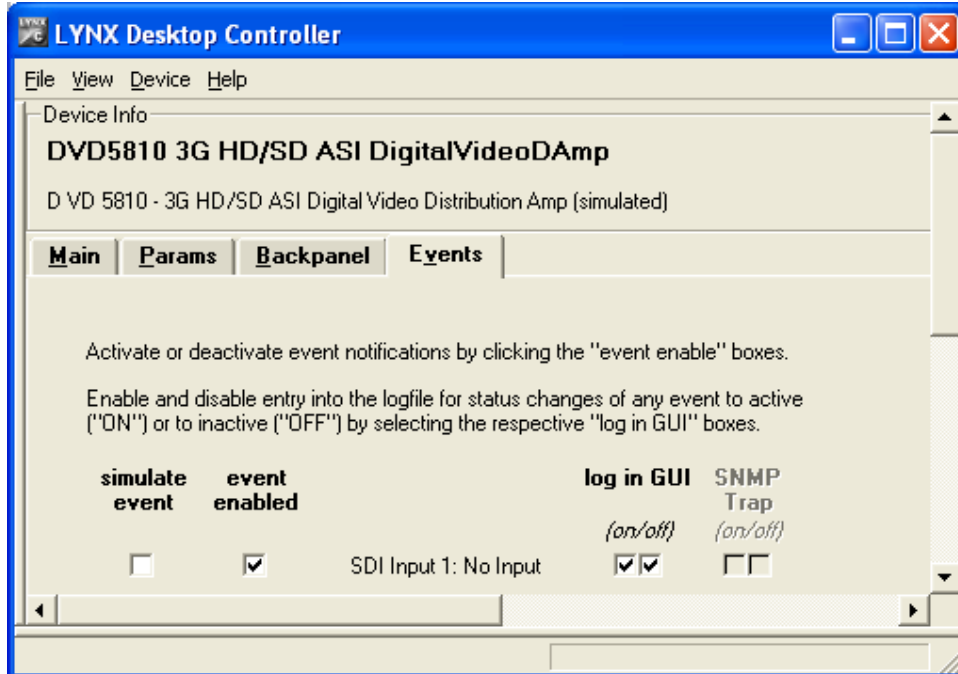 LYNX Desktop Controller
File View Device Help
Device Info
DVD5810 3G HD/SD ASI DigitalVideoDAmp
D VD 5810 - 3G HD/SD ASI Digital Video Distribution Amp (simulated)
Main Params Backpanel Events
Activate or deactivate event notifications by clicking the "event enable" boxes.
Enable and disable entry into the logfile for status changes of any event to active
("ON") or to inactive ("OFF") by selecting the respective "log in GUI" boxes.
simulate event log in GUI SNMP
event enabled Trap
(on/off) (on/off)
SDI Input 1: No Input